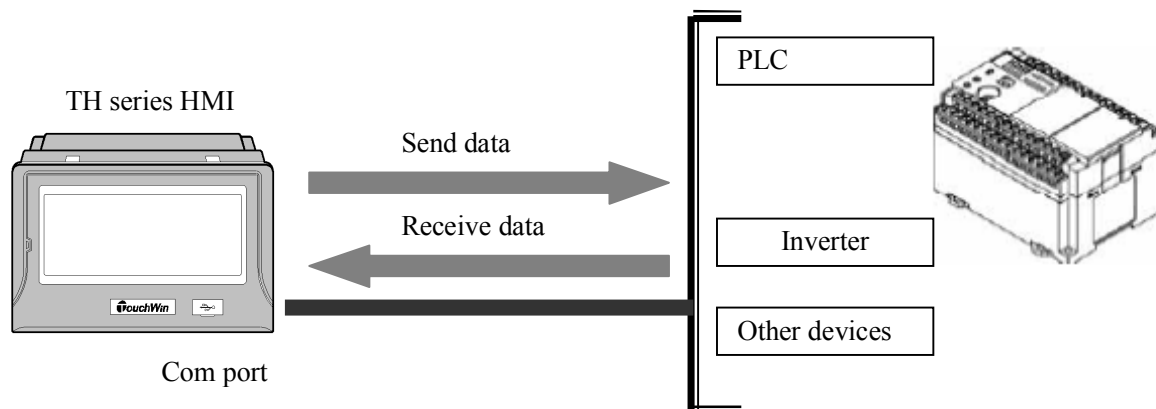 TH series HMI
Send data
Receive data
TouchWin
Com port
PLC
Inverter
Other devices